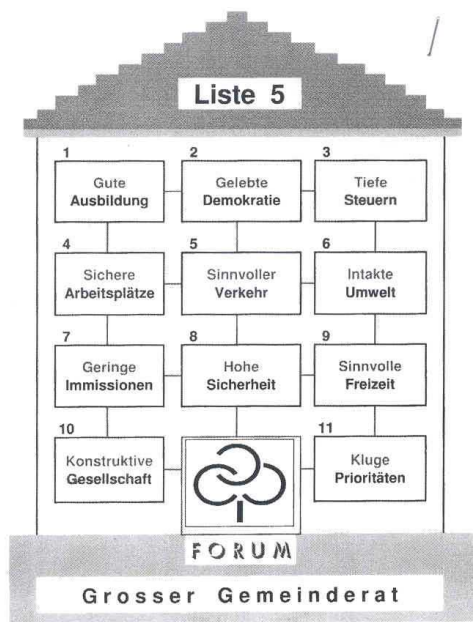 Liste 5
1
Gute
Ausbildung
2
Gelebte
Demokratie
3
Tiefe
Steuern
4
Sichere
Arbeitsplätze
5
Sinnvoller
Verkehr
6
Intakte
Umwelt
7
Geringe
Immissionen
8
Hohe
Sicherheit
9
Sinnvolle
Freizeit
10
Konstruktive
Gesellschaft
11
Kluge
Prioritäten
FORUM
Grosser Gemeinderat